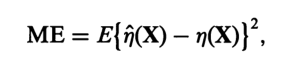 ME = E{η̂(X) − η(X)}²,